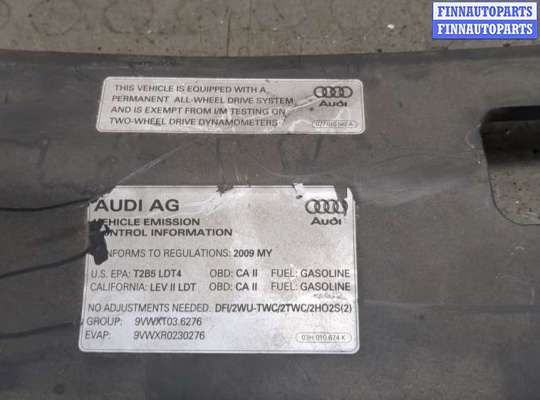 FINNAUTOPARTS
FINNAUTOPARTS
THIS VEHICLE IS EQUIPPED WITH A
PERMANENT ALL-WHEEL DRIVE SYSTEM
AND IS EXEMPT FROM I/M TESTING ON
TWO-WHEEL DRIVE DYNAMOMETERS
Audi
AUDI AG
VEHICLE EMISSION
CONTROL INFORMATION
Audi
CONFORMS TO REGULATIONS: 2009 MY
U.S. EPA: T2B5 LDT4 OBD: CA II FUEL: GASOLINE
CALIFORNIA: LEV II LDT OBD: CA II FUEL: GASOLINE
NO ADJUSTMENTS NEEDED. DFI/2WU-TWC/2TWC/2HO2S(2)
GROUP: 9VWXT03.6276
EVAP: 9VWXR0230276
03H 010 674 K